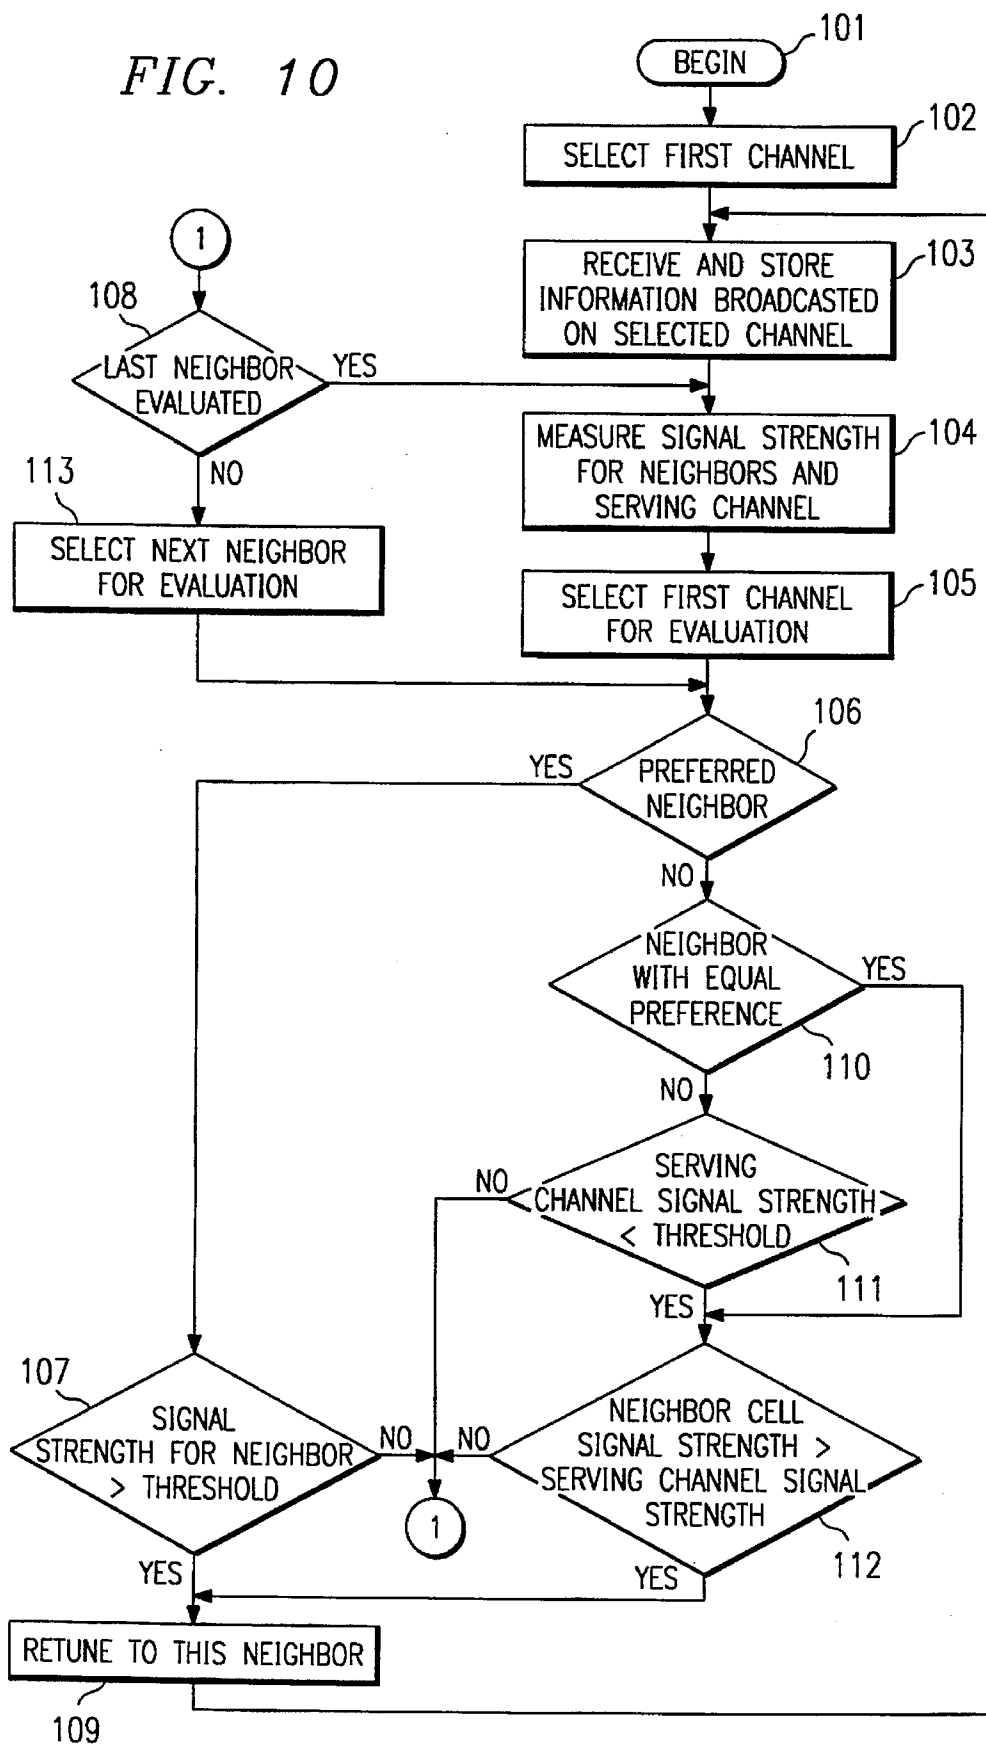 FIG. 10
101
BEGIN
102
SELECT FIRST CHANNEL
1
103
RECEIVE AND STORE
INFORMATION BROADCASTED
ON SELECTED CHANNEL
108
LAST NEIGHBOR
EVALUATED
YES
NO
104
MEASURE SIGNAL STRENGTH
FOR NEIGHBORS AND
SERVING CHANNEL
113
SELECT NEXT NEIGHBOR
FOR EVALUATION
105
SELECT FIRST CHANNEL
FOR EVALUATION
106
PREFERRED
NEIGHBOR
YES
NO
NEIGHBOR
WITH EQUAL
PREFERENCE
YES
110
NO
SERVING
CHANNEL SIGNAL STRENGTH
< THRESHOLD
NO
111
YES
107
SIGNAL
STRENGTH FOR NEIGHBOR
> THRESHOLD
NO
NO
NEIGHBOR CELL
SIGNAL STRENGTH >
SERVING CHANNEL SIGNAL
STRENGTH
1
112
YES
YES
RETUNE TO THIS NEIGHBOR
109